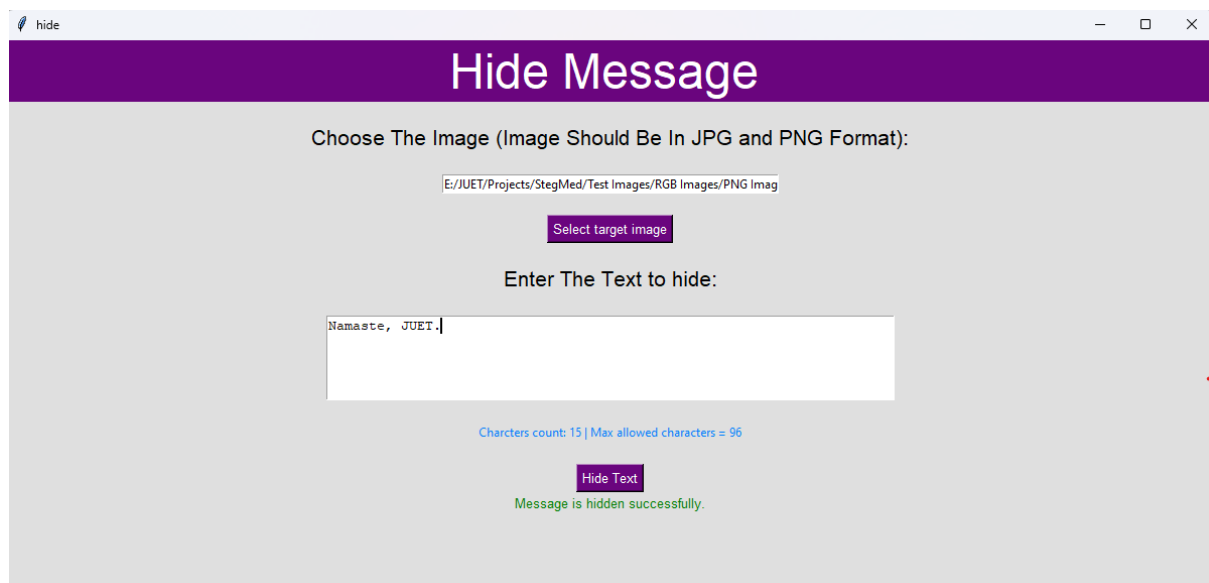 hide
Hide Message
Choose The Image (Image Should Be In JPG and PNG Format):
E:/JUET/Projects/StegMed/Test Images/RGB Images/PNG Imag
Select target image
Enter The Text to hide:
Namaste, JUET.
Charcters count: 15 | Max allowed characters = 96
Hide Text
Message is hidden successfully.